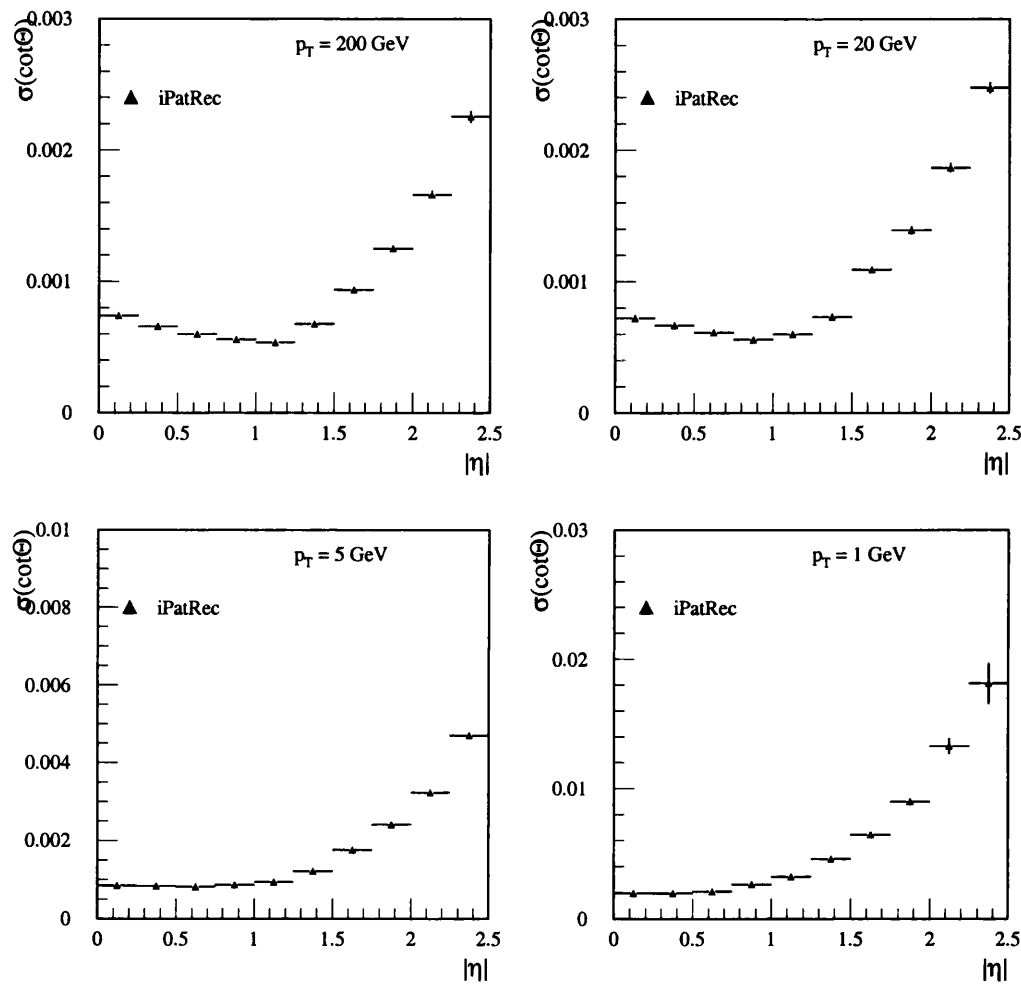 σ(cotΘ)
0.003
0.002
0.001
0
p_T = 200 GeV
▲ iPatRec
0 0.5 1 1.5 2 2.5
|η|
σ(cotΘ)
0.003
0.002
0.001
0
p_T = 20 GeV
▲ iPatRec
0 0.5 1 1.5 2 2.5
|η|
σ(cotΘ)
0.01
0.008
0.006
0.004
0.002
0
p_T = 5 GeV
▲ iPatRec
0 0.5 1 1.5 2 2.5
|η|
σ(cotΘ)
0.03
0.02
0.01
0
p_T = 1 GeV
▲ iPatRec
0 0.5 1 1.5 2 2.5
|η|